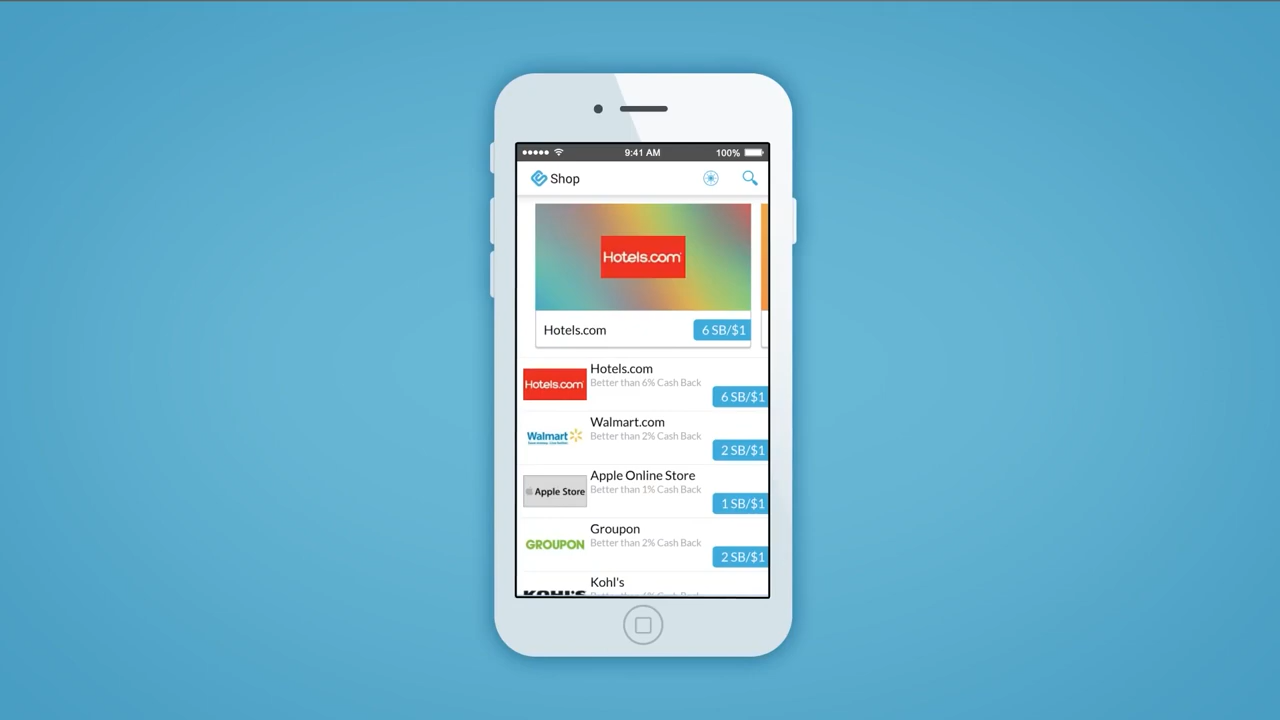 9:41 AM
100%
Shop
Hotels.com
Hotels.com
6 SB/$1
Hotels.com
Hotels.com
Better than 6% Cash Back
6 SB/$1
Walmart
Walmart.com
Better than 2% Cash Back
2 SB/$1
Apple Store
Apple Online Store
Better than 1% Cash Back
1 SB/$1
GROUPON
Groupon
Better than 2% Cash Back
2 SB/$1
KOHL'S
Kohl's